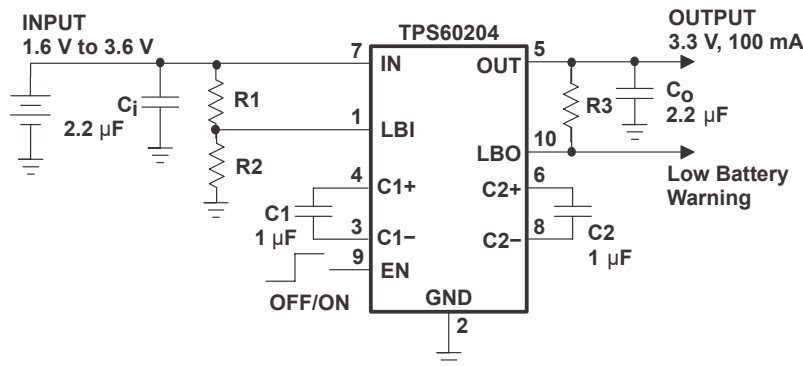 INPUT
1.6 V to 3.6 V
TPS60204
OUTPUT
3.3 V, 100 mA
7
IN
OUT
5
Ci
2.2 µF
R1
R2
1
LBI
R3
Co
2.2 µF
LBO
10
Low Battery
Warning
4
C1+
C2+
6
C1
1 µF
3
C1−
C2−
8
C2
1 µF
9
EN
OFF/ON
GND
2